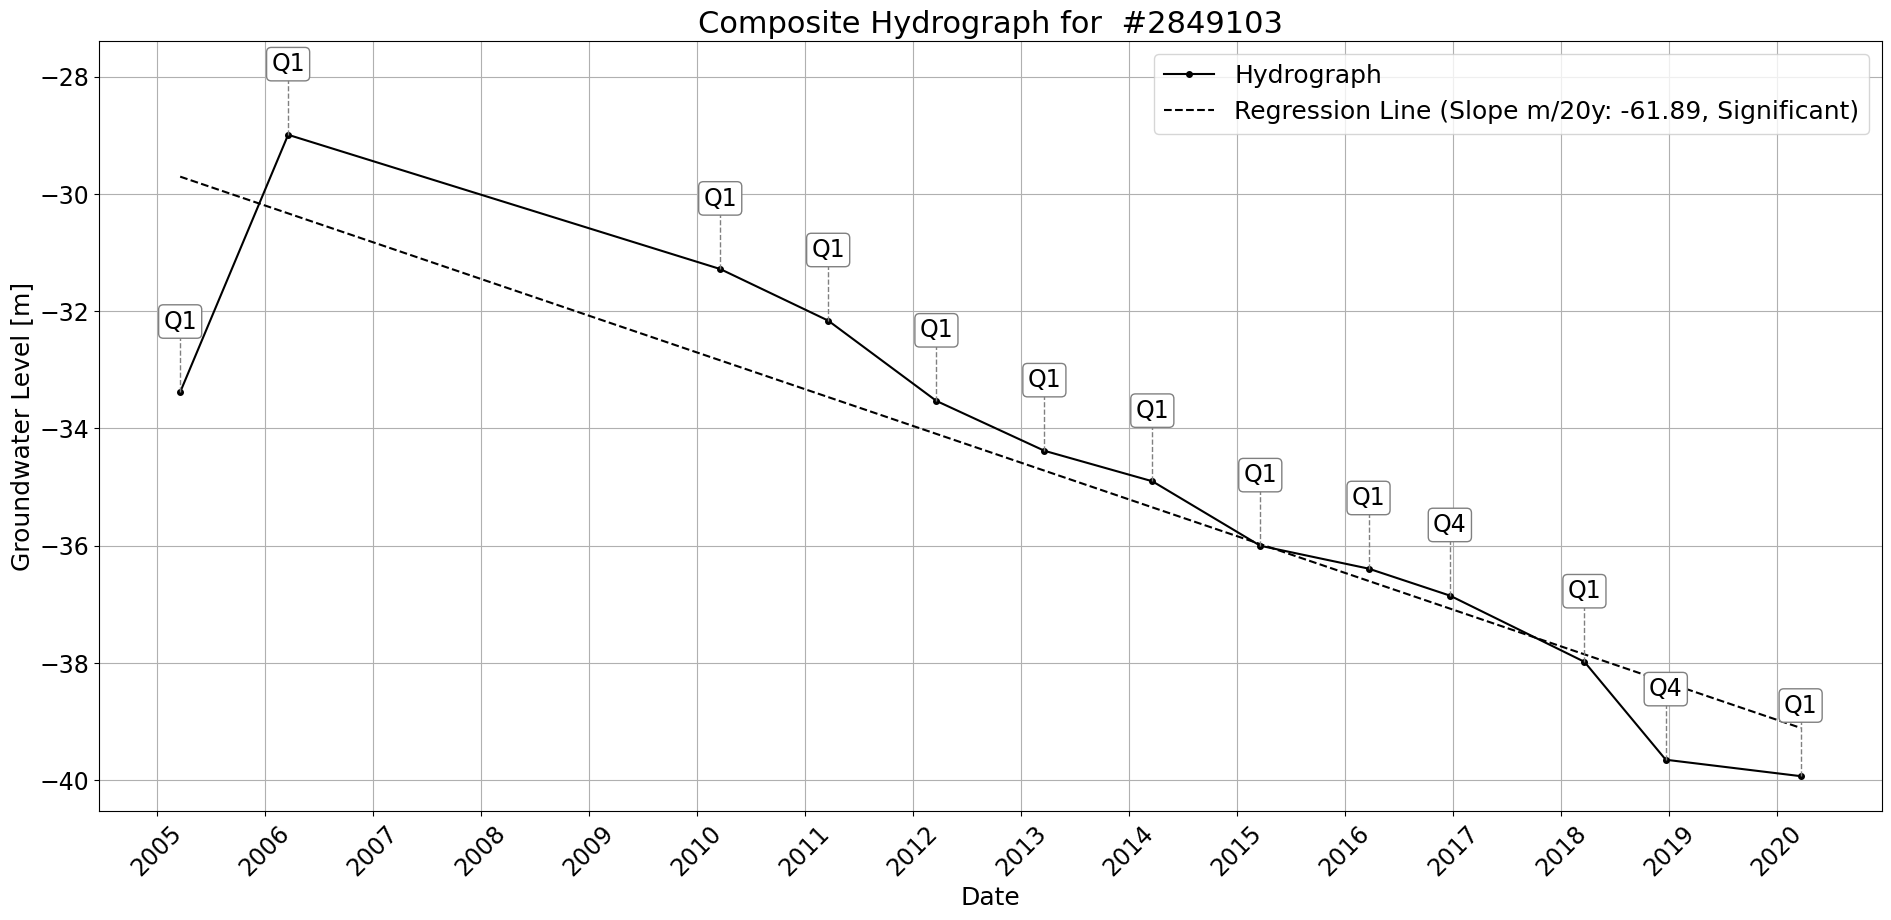 Composite Hydrograph for  #2849103
Hydrograph
Regression Line (Slope m/20y: -61.89, Significant)
Groundwater Level [m]
−28
−30
−32
−34
−36
−38
−40
Q1
Q1
Q1
Q1
Q1
Q1
Q1
Q1
Q1
Q4
Q1
Q4
Q1
2005
2006
2007
2008
2009
2010
2011
2012
2013
2014
2015
2016
2017
2018
2019
2020
Date